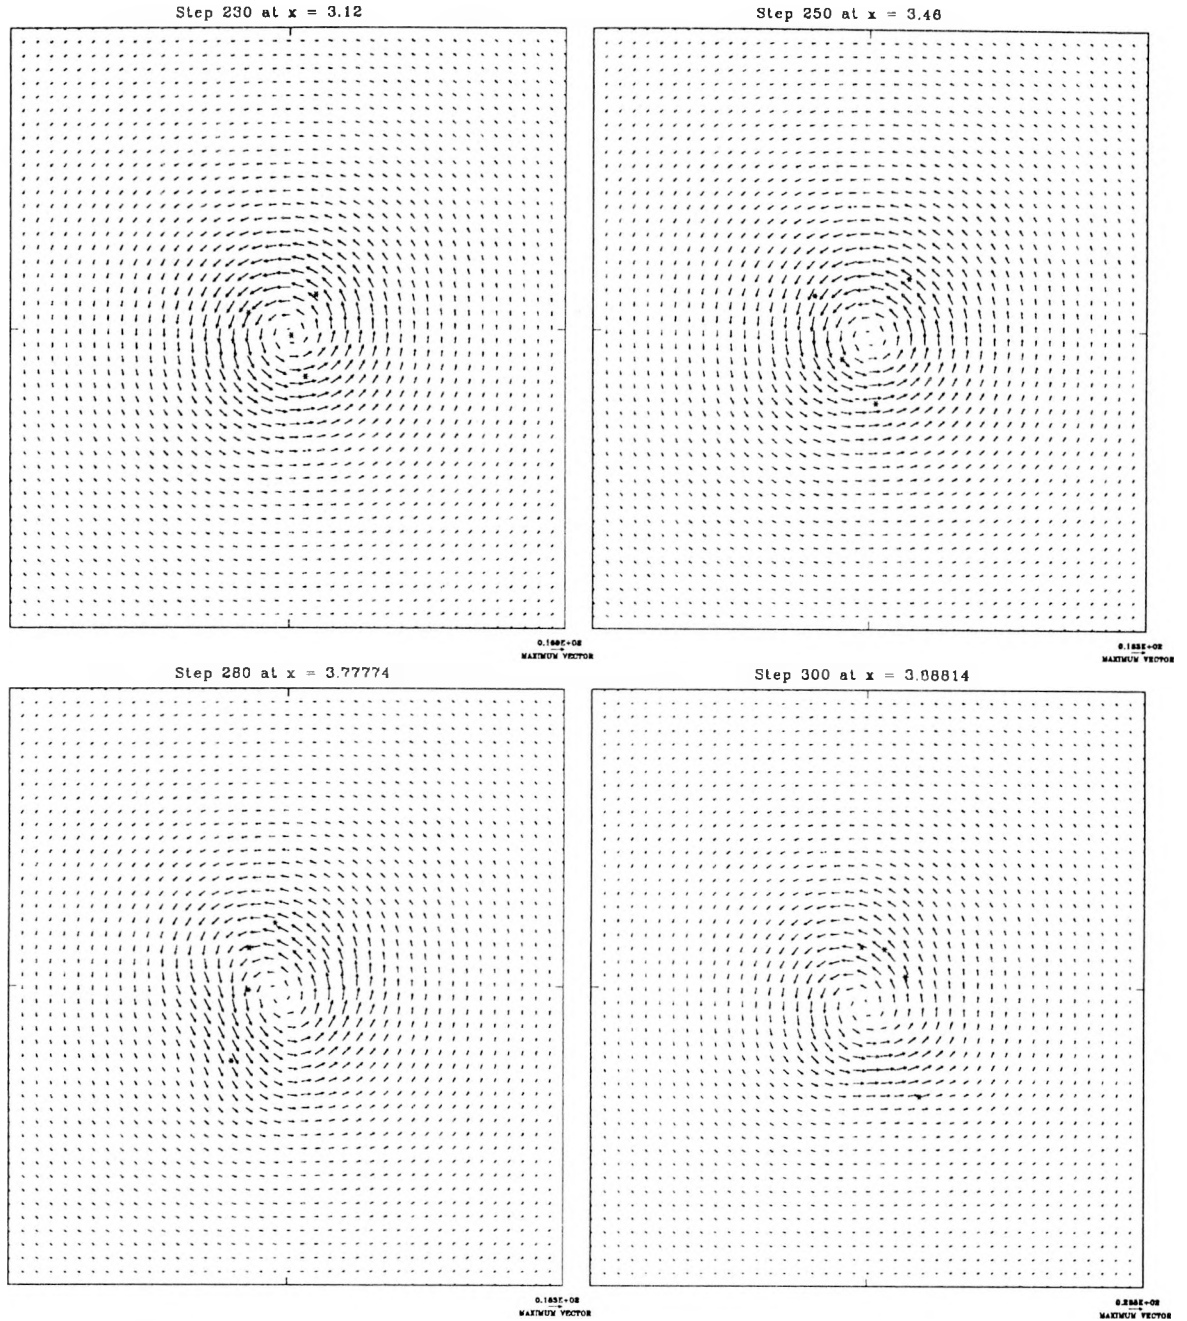 Step 230 at x = 3.12
Step 250 at x = 3.46
MAXIMUM VECTOR
MAXIMUM VECTOR
Step 280 at x = 3.77774
Step 300 at x = 3.88814
MAXIMUM VECTOR
MAXIMUM VECTOR